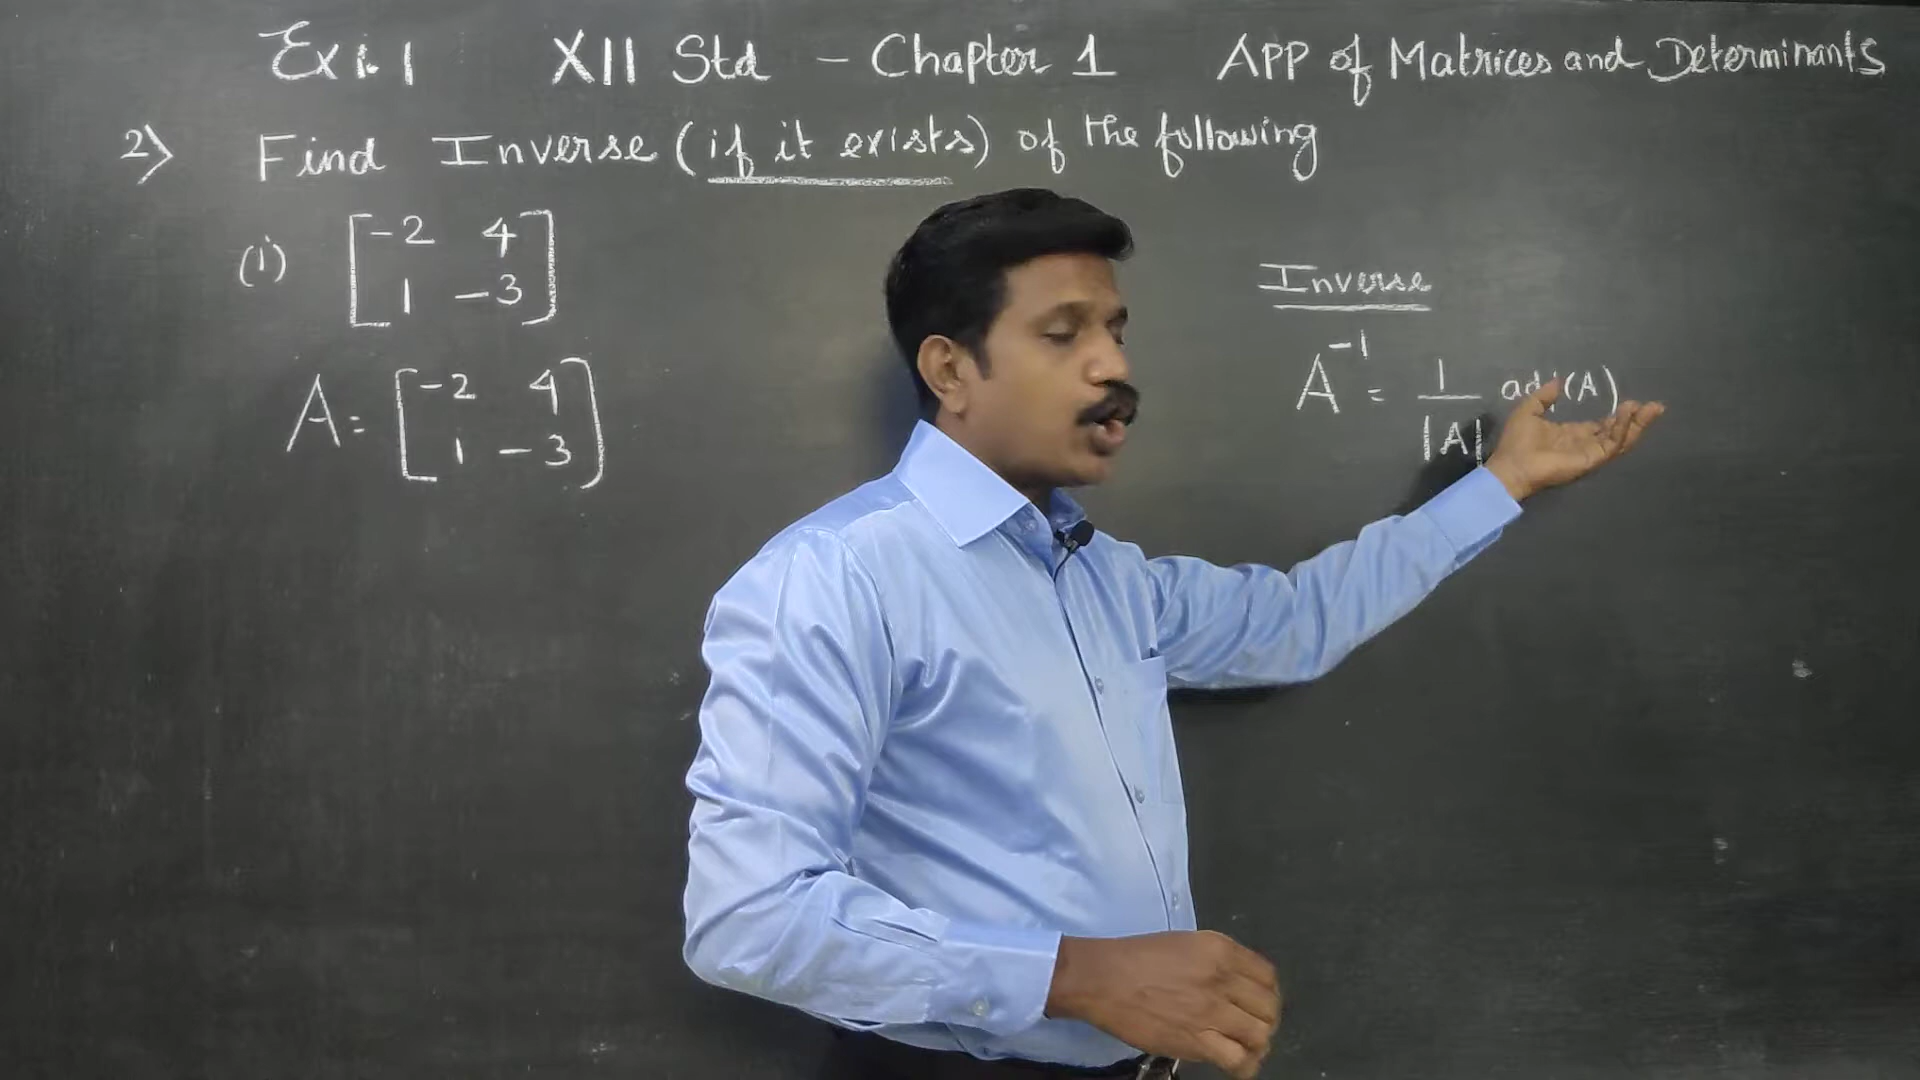 Ex 1.1 XII Std - Chapter 1 APP of Matrices and Determinants
2) Find Inverse (if it exists) of the following
(i) [-2 4
1 -3]
A = [-2 4
1 -3]
Inverse
A⁻¹ = 1/|A| adj(A)